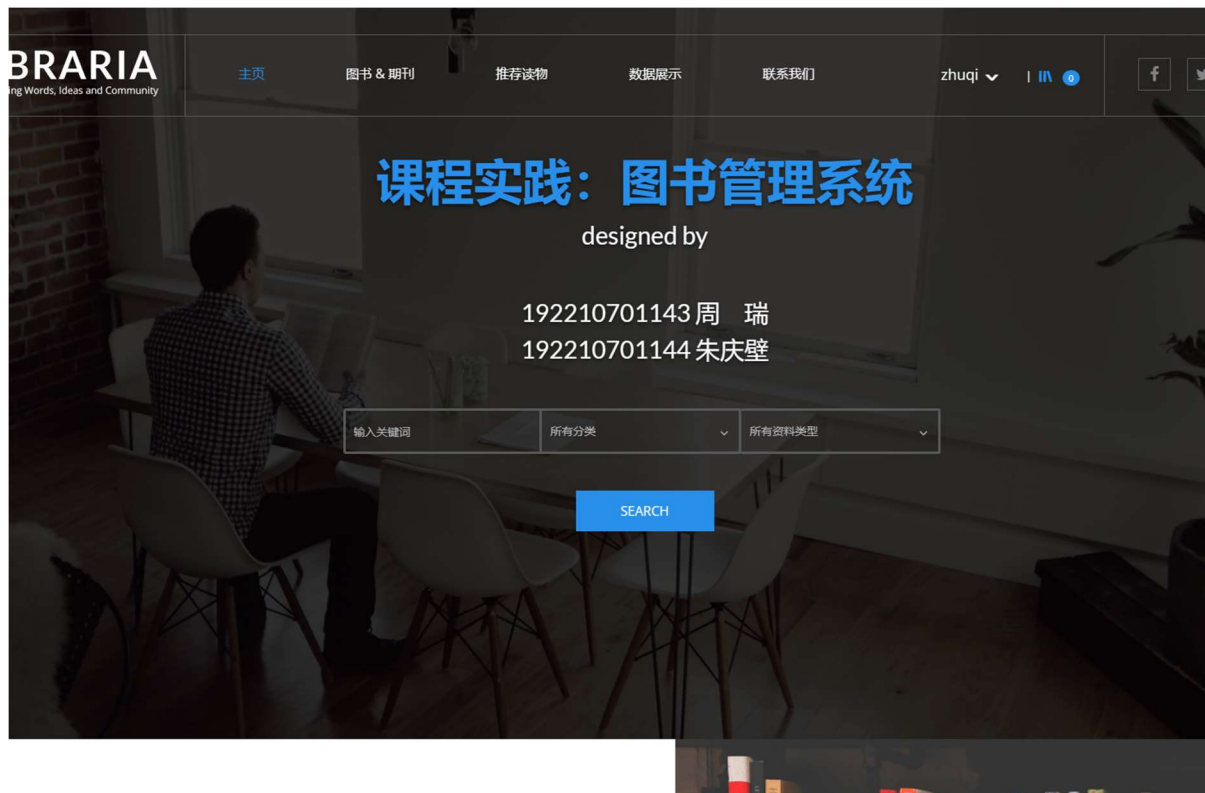 BRARIA
ing Words, Ideas and Community
主页
图书 & 期刊
推荐读物
数据展示
联系我们
zhuqi
0
课程实践：图书管理系统
designed by
192210701143 周 瑞
192210701144 朱庆壁
输入关键词
所有分类
所有资料类型
SEARCH